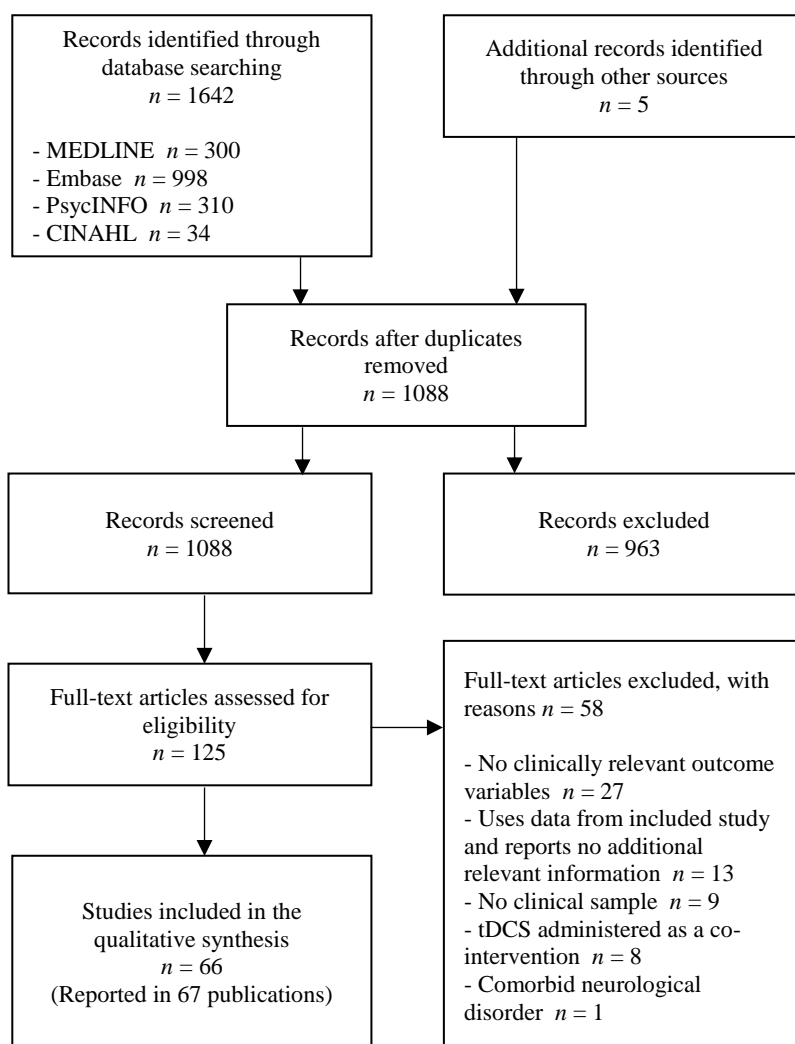 Records identified through
database searching
n = 1642
- MEDLINE n = 300
- Embase n = 998
- PsycINFO n = 310
- CINAHL n = 34
Additional records identified
through other sources
n = 5
Records after duplicates
removed
n = 1088
Records screened
n = 1088
Records excluded
n = 963
Full-text articles assessed for
eligibility
n = 125
Full-text articles excluded, with
reasons n = 58
- No clinically relevant outcome
variables n = 27
- Uses data from included study
and reports no additional
relevant information n = 13
- No clinical sample n = 9
- tDCS administered as a co-
intervention n = 8
- Comorbid neurological
disorder n = 1
Studies included in the
qualitative synthesis
n = 66
(Reported in 67 publications)